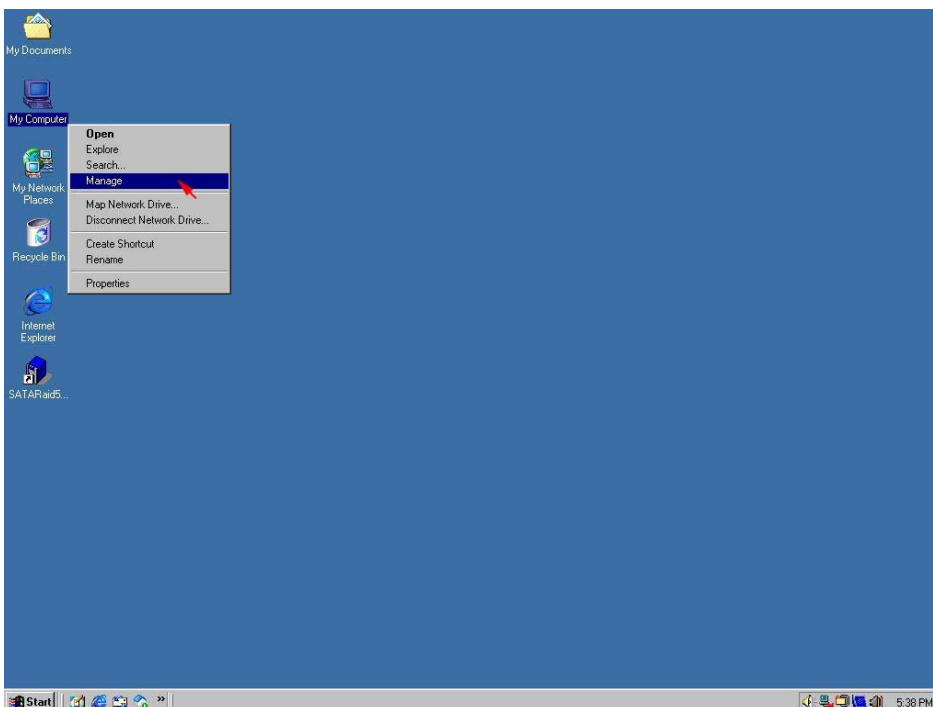 My Documents
My Computer
Open
Explore
Search...
Manage
Map Network Drive...
Disconnect Network Drive...
Create Shortcut
Rename
Properties
My Network
Places
Recycle Bin
Internet
Explorer
SATARaid5...
Start
»
5:38 PM